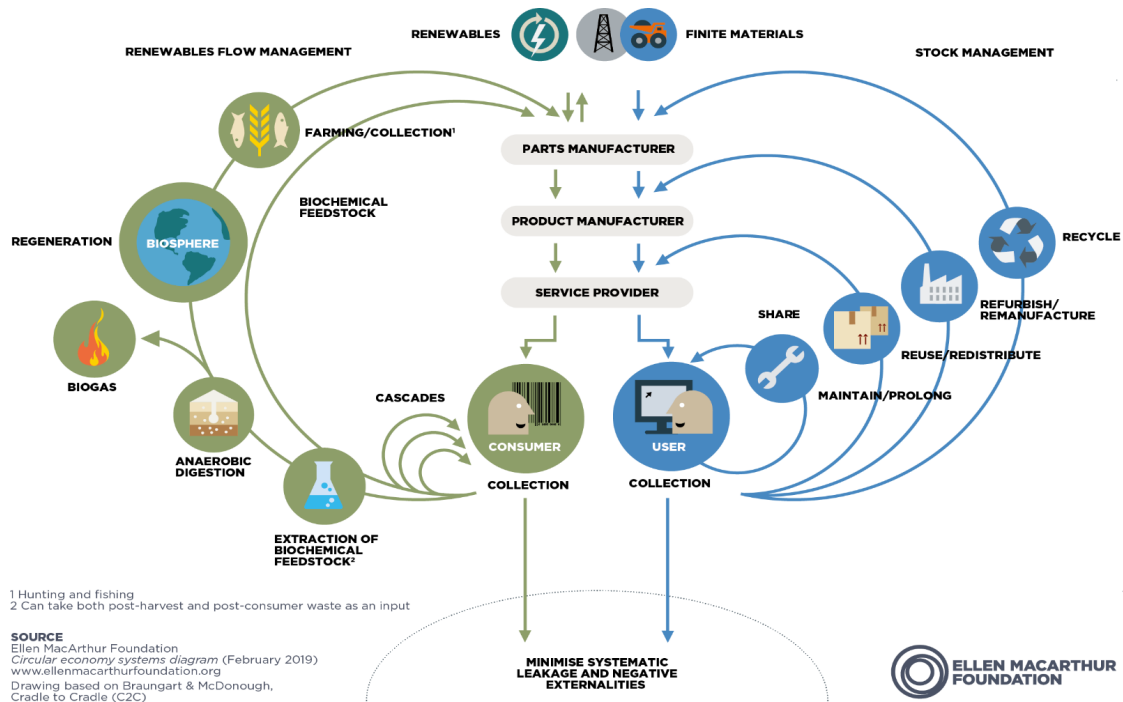 RENEWABLES
FINITE MATERIALS
RENEWABLES FLOW MANAGEMENT
STOCK MANAGEMENT
FARMING/COLLECTION¹
PARTS MANUFACTURER
BIOCHEMICAL
FEEDSTOCK
PRODUCT MANUFACTURER
REGENERATION
BIOSPHERE
RECYCLE
SERVICE PROVIDER
SHARE
REFURBISH/
REMANUFACTURE
REUSE/REDISTRIBUTE
BIOGAS
CASCADES
MAINTAIN/PROLONG
CONSUMER
USER
ANAEROBIC
DIGESTION
COLLECTION
COLLECTION
EXTRACTION OF
BIOCHEMICAL
FEEDSTOCK²
1 Hunting and fishing
2 Can take both post-harvest and post-consumer waste as an input
SOURCE
Ellen MacArthur Foundation
Circular economy systems diagram (February 2019)
www.ellenmacarthurfoundation.org
Drawing based on Braungart & McDonough,
Cradle to Cradle (C2C)
MINIMISE SYSTEMATIC
LEAKAGE AND NEGATIVE
EXTERNALITIES
ELLEN MACARTHUR
FOUNDATION